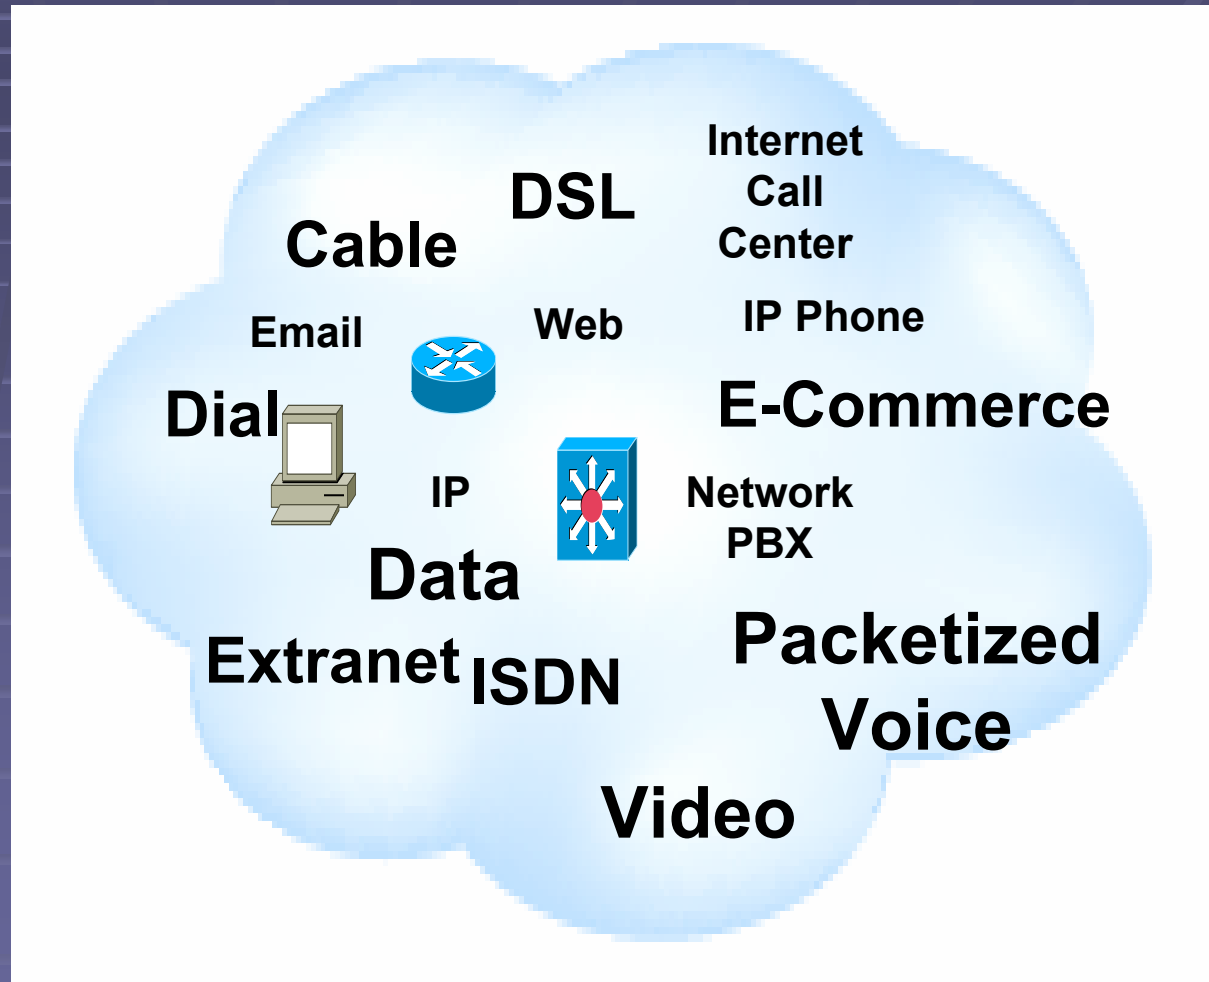 Internet
Call
Center
DSL
Cable
Email
Web
IP Phone
Dial
E-Commerce
IP
Network
PBX
Data
Extranet
ISDN
Packetized
Voice
Video